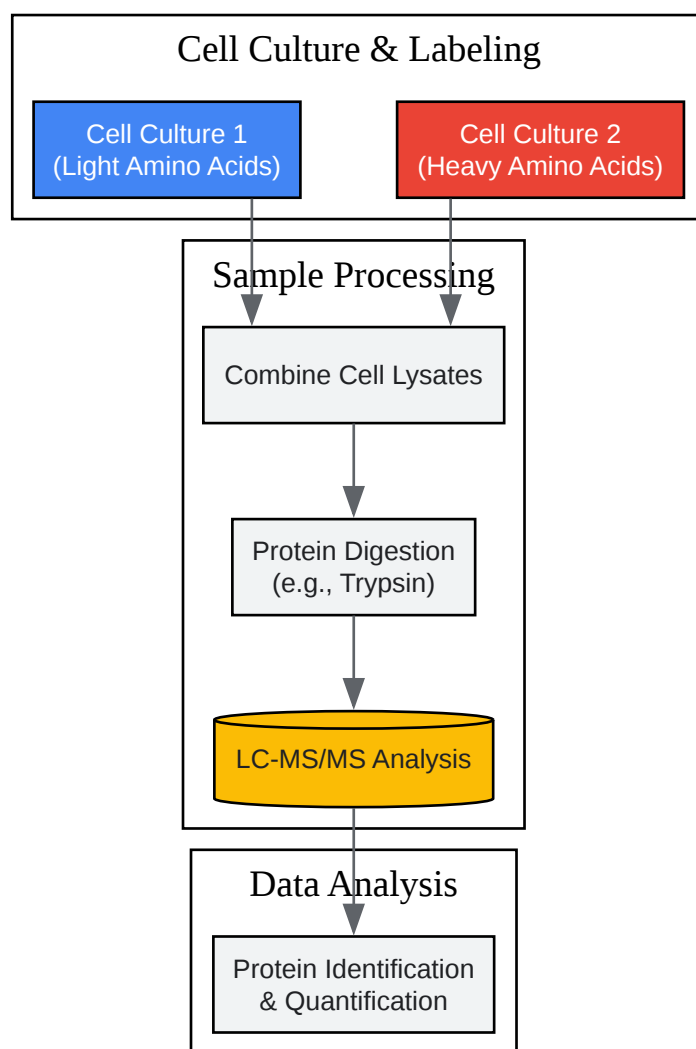 Cell Culture & Labeling
Cell Culture 1
(Light Amino Acids)
Cell Culture 2
(Heavy Amino Acids)
Sample Processing
Combine Cell Lysates
Protein Digestion
(e.g., Trypsin)
LC-MS/MS Analysis
Data Analysis
Protein Identification
& Quantification